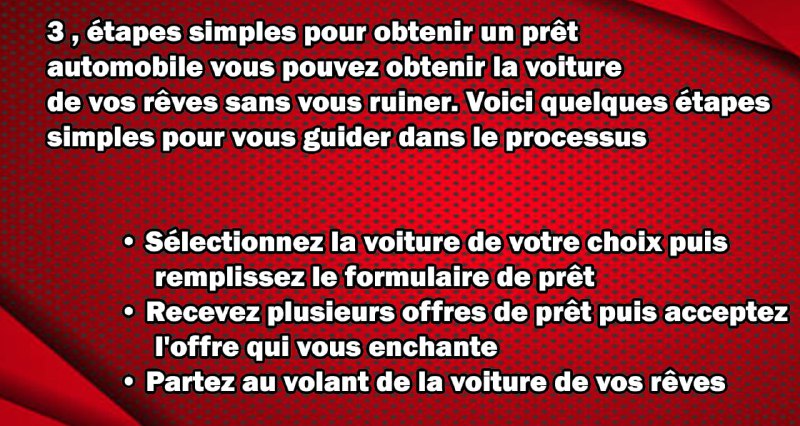 3 , étapes simples pour obtenir un prêt
automobile vous pouvez obtenir la voiture
de vos rêves sans vous ruiner. Voici quelques étapes
simples pour vous guider dans le processus
• Sélectionnez la voiture de votre choix puis
remplissez le formulaire de prêt
• Recevez plusieurs offres de prêt puis acceptez
l'offre qui vous enchante
• Partez au volant de la voiture de vos rêves